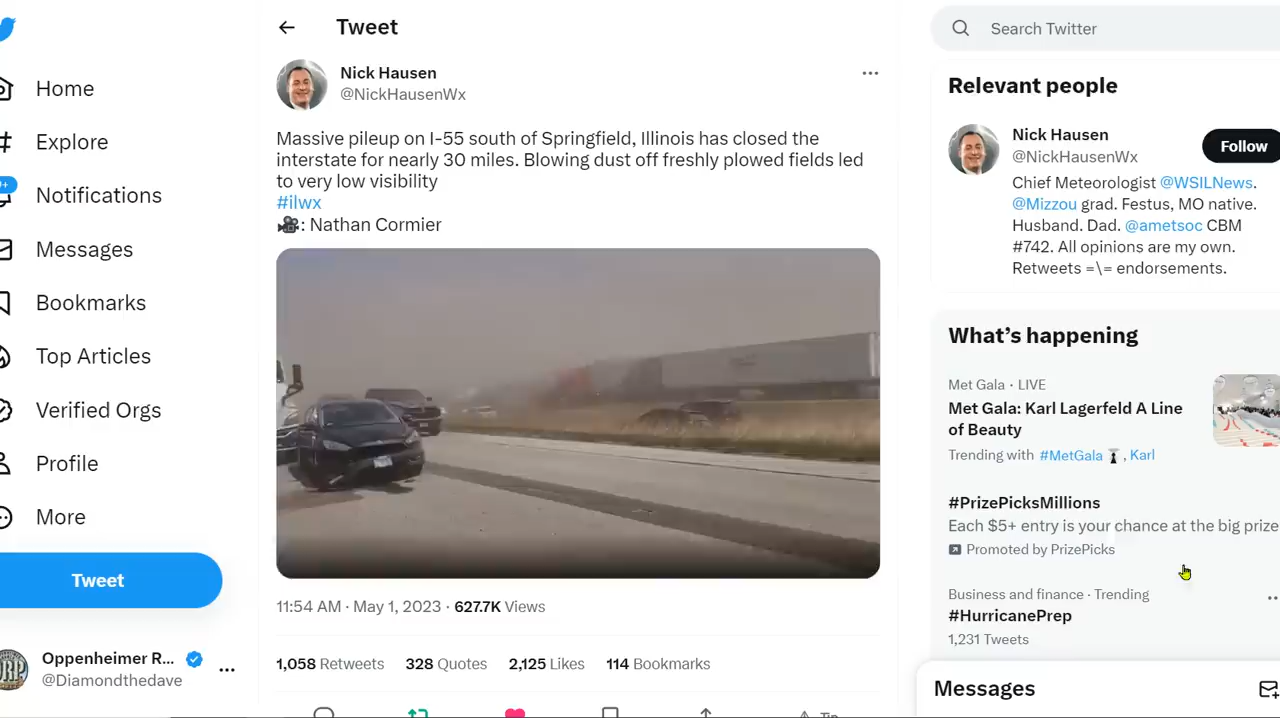 Home
Explore
Notifications
Messages
Bookmarks
Top Articles
Verified Orgs
Profile
More
Tweet
Oppenheimer R...
@Diamondthedave
Tweet
Nick Hausen
@NickHausenWx
Massive pileup on I-55 south of Springfield, Illinois has closed the
interstate for nearly 30 miles. Blowing dust off freshly plowed fields led
to very low visibility
#ilwx
🎥: Nathan Cormier
11:54 AM · May 1, 2023 · 627.7K Views
1,058 Retweets 328 Quotes 2,125 Likes 114 Bookmarks
Tip
Search Twitter
Relevant people
Nick Hausen
@NickHausenWx
Follow
Chief Meteorologist @WSILNews.
@Mizzou grad. Festus, MO native.
Husband. Dad. @ametsoc CBM
#742. All opinions are my own.
Retweets =\= endorsements.
What's happening
Met Gala · LIVE
Met Gala: Karl Lagerfeld A Line
of Beauty
Trending with #MetGala, Karl
#PrizePicksMillions
Each $5+ entry is your chance at the big prize
Promoted by PrizePicks
Business and finance · Trending
#HurricanePrep
1,231 Tweets
Messages